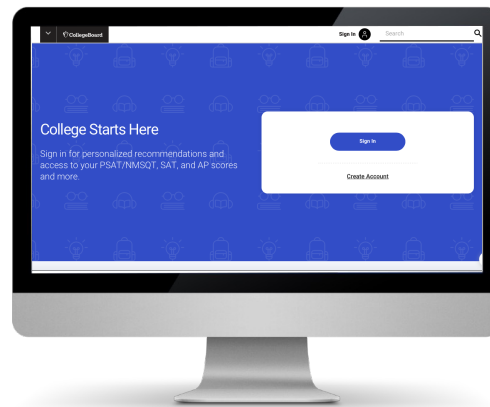 CollegeBoard
Sign In
Search
College Starts Here
Sign in for personalized recommendations and
access to your PSAT/NMSQT, SAT, and AP scores
and more.
Sign In
Create Account